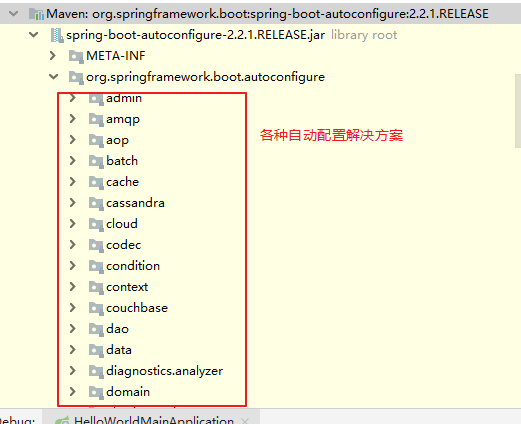 Maven: org.springframework.boot:spring-boot-autoconfigure:2.2.1.RELEASE
spring-boot-autoconfigure-2.2.1.RELEASE.jar library root
META-INF
org.springframework.boot.autoconfigure
admin
amqp
各种自动配置解决方案
aop
batch
cache
cassandra
cloud
codec
condition
context
couchbase
dao
data
diagnostics.analyzer
domain
Debug: HelloWorldMainApplication